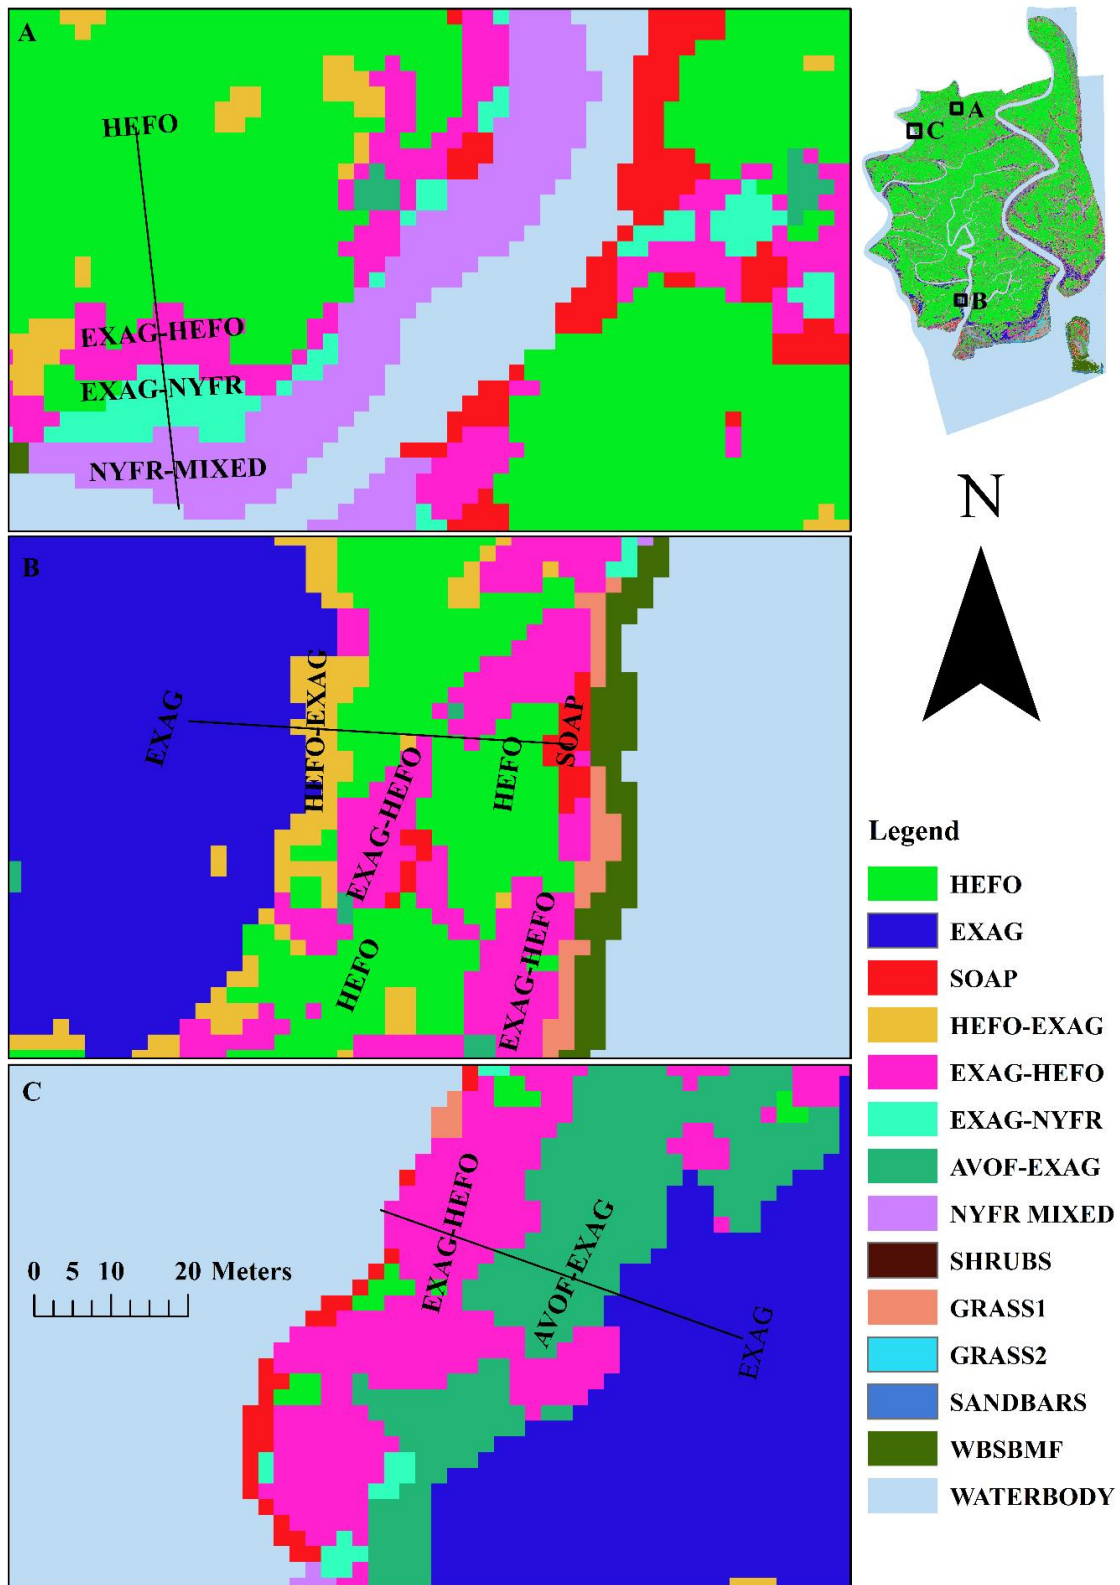 A
HEFO
EXAG-HEFO
EXAG-NYFR
NYFR-MIXED
B
EXAG
HEFO-EXAG
EXAG-HEFO
HEFO
SOAP
HEFO
EXAG-HEFO
C
EXAG-HEFO
AVOF-EXAG
EXAG
0 5 10 20 Meters
A
C
B
N
Legend
HEFO
EXAG
SOAP
HEFO-EXAG
EXAG-HEFO
EXAG-NYFR
AVOF-EXAG
NYFR MIXED
SHRUBS
GRASS1
GRASS2
SANDBARS
WBSBMF
WATERBODY